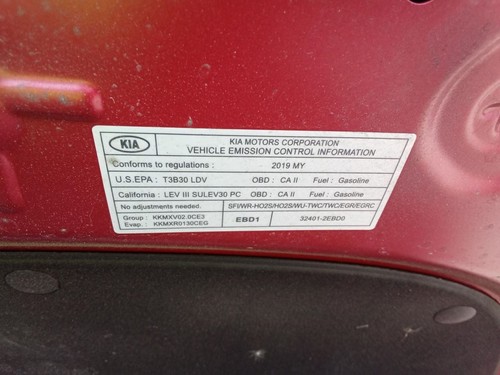 KIA
KIA MOTORS CORPORATION
VEHICLE EMISSION CONTROL INFORMATION
Conforms to regulations : 2019 MY
U.S.EPA : T3B30 LDV OBD : CA II Fuel : Gasoline
California : LEV III SULEV30 PC OBD : CA II Fuel : Gasoline
No adjustments needed. SFI/WR-HO2S/HO2S/WU-TWC/TWC/EGR/EGRC
Group : KKMXV02.0CE3 EBD1 32401-2EBD0
Evap. : KKMXR0130CEG